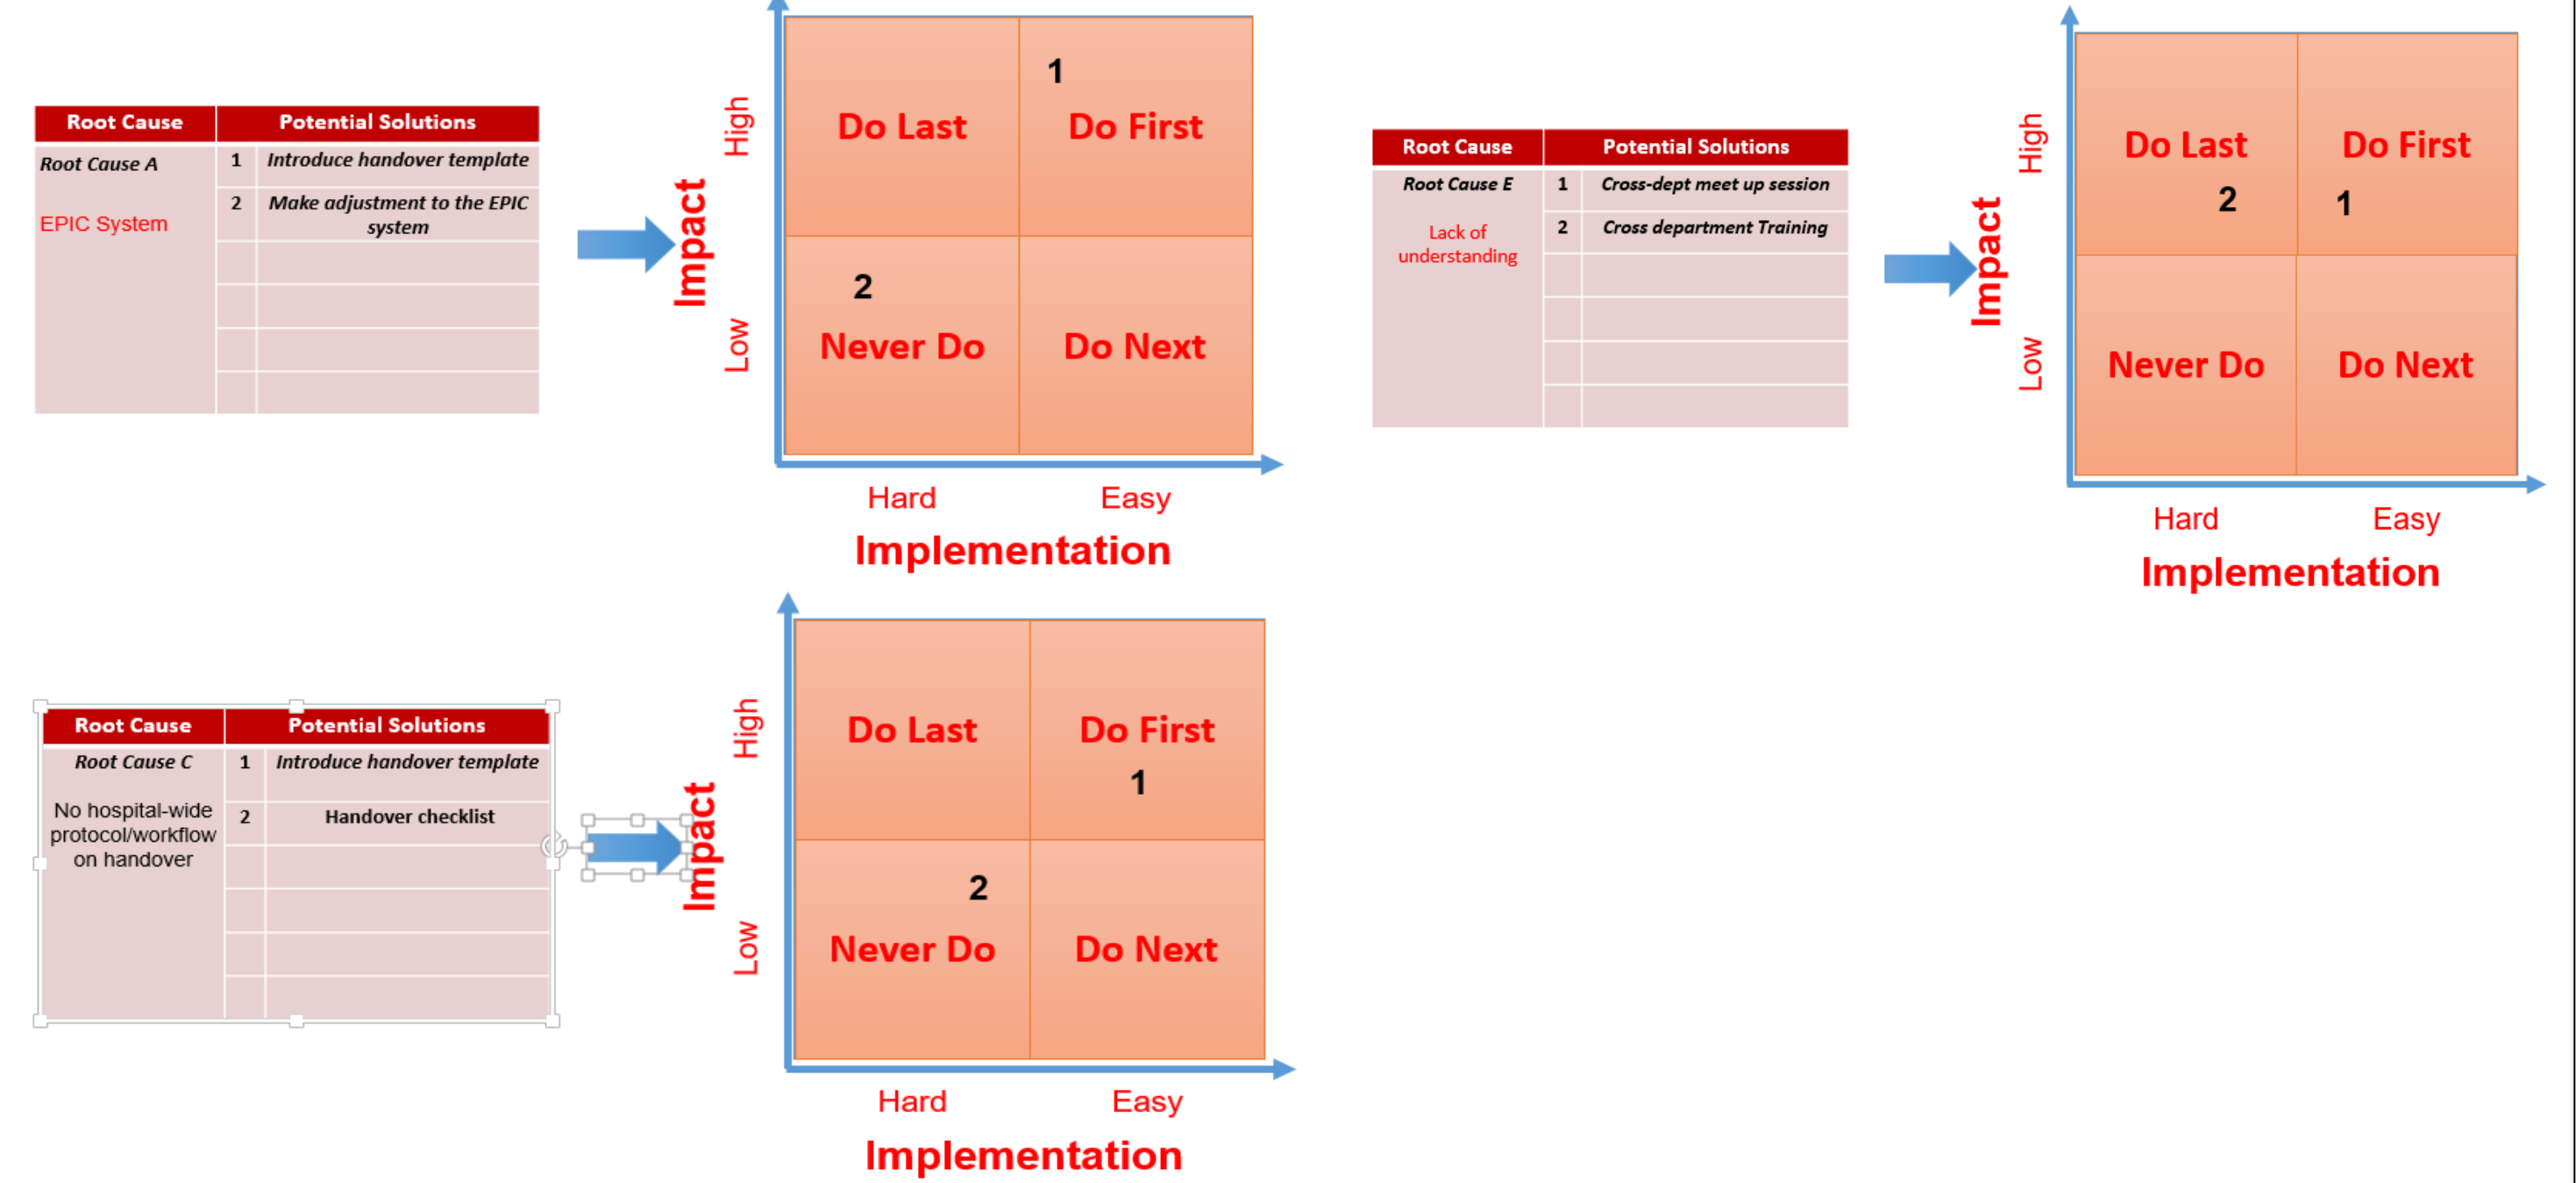 Root Cause
Potential Solutions
Root Cause A
EPIC System
1
Introduce handover template
2
Make adjustment to the EPIC
system
Impact
High
Low
1
Do Last
Do First
2
Never Do
Do Next
Hard
Easy
Implementation
Root Cause
Potential Solutions
Root Cause E
Lack of
understanding
1
Cross-dept meet up session
2
Cross department Training
Impact
High
Low
Do Last
Do First
2
1
Never Do
Do Next
Hard
Easy
Implementation
Root Cause
Potential Solutions
Root Cause C
No hospital-wide
protocol/workflow
on handover
1
Introduce handover template
2
Handover checklist
Impact
High
Low
Do Last
Do First
1
2
Never Do
Do Next
Hard
Easy
Implementation